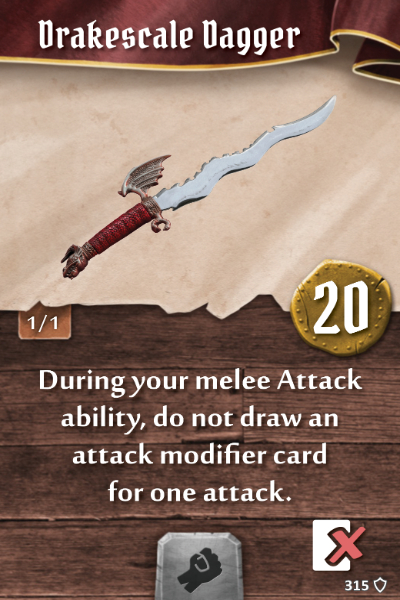 Drakescale Dagger
1/1
20
During your melee Attack
ability, do not draw an
attack modifier card
for one attack.
315